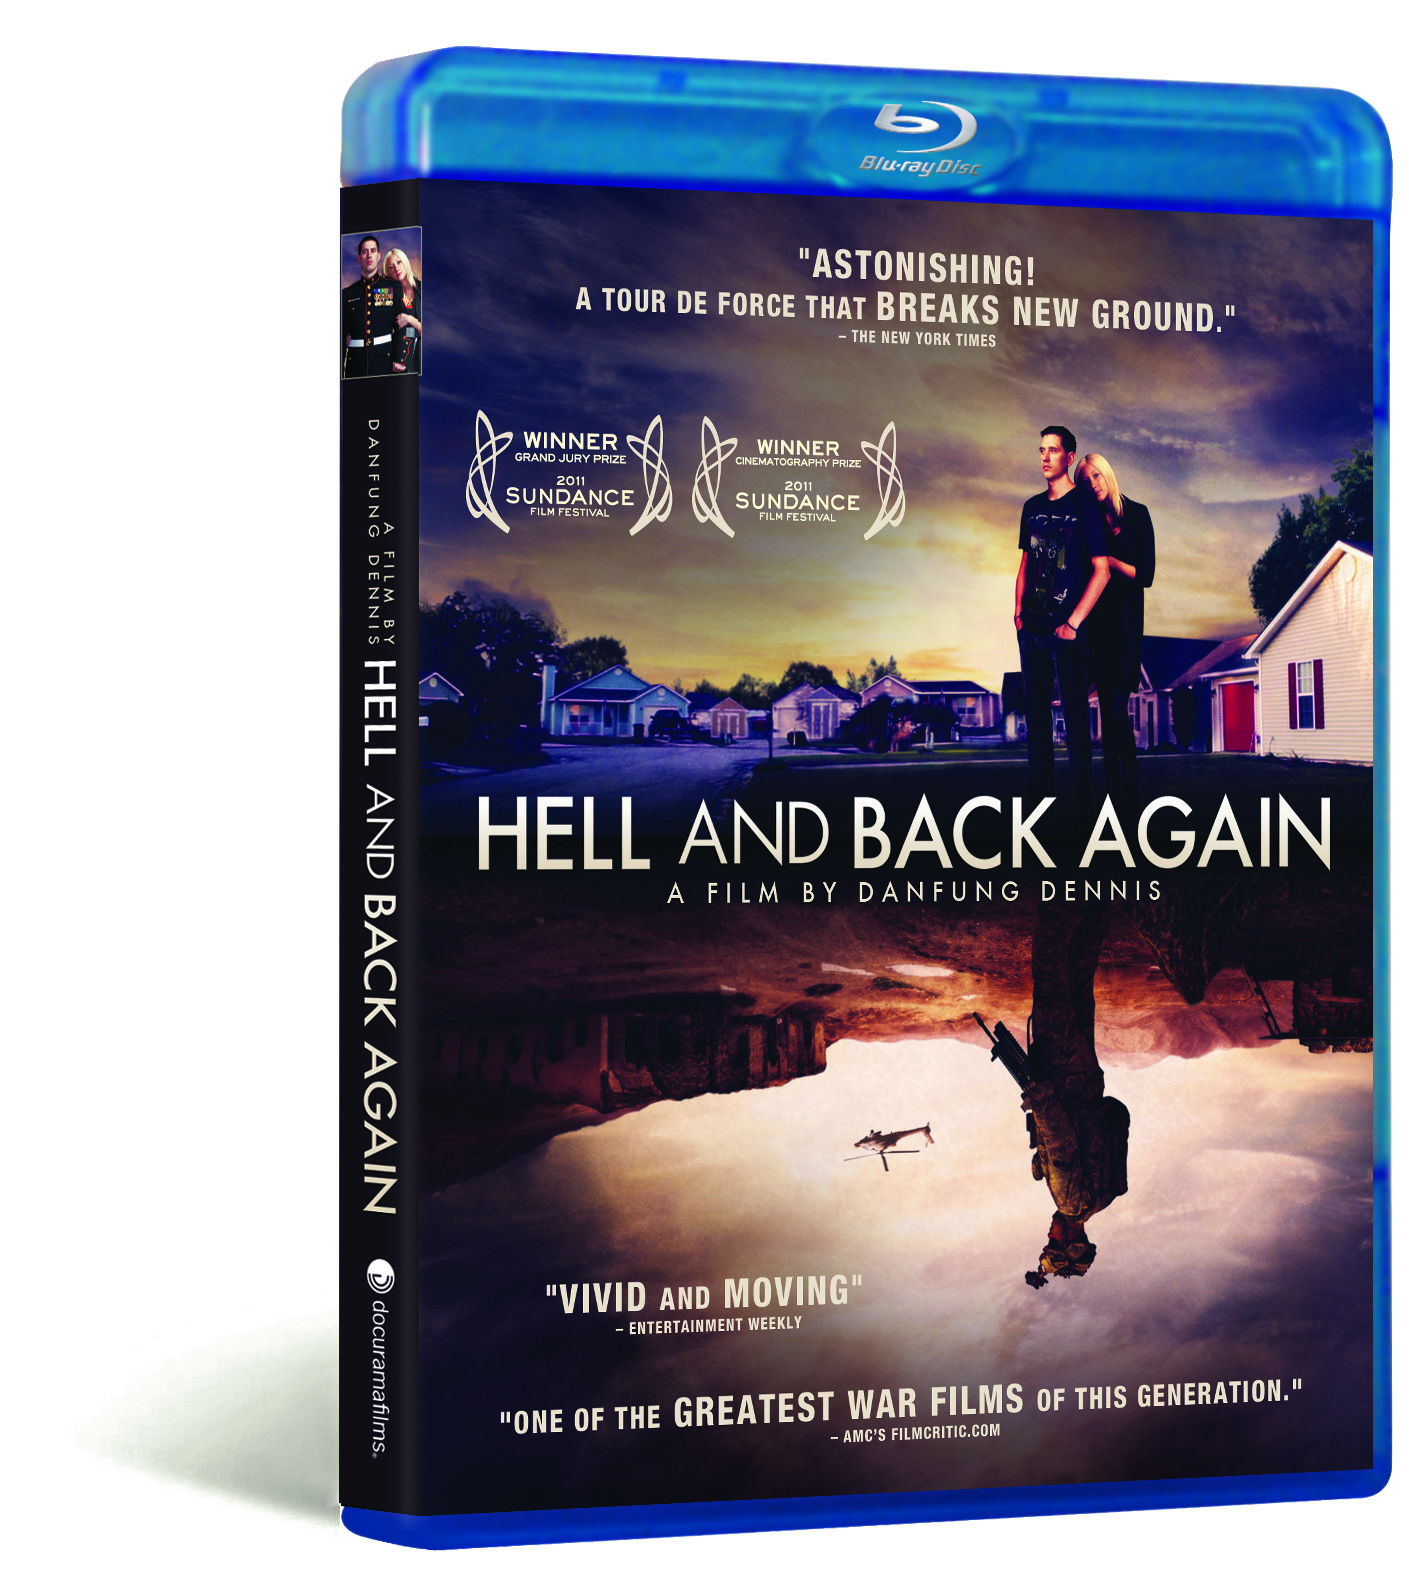 Blu-ray Disc
"ASTONISHING!
A TOUR DE FORCE THAT BREAKS NEW GROUND."
– THE NEW YORK TIMES
WINNER
GRAND JURY PRIZE
2011
SUNDANCE
FILM FESTIVAL
WINNER
CINEMATOGRAPHY PRIZE
2011
SUNDANCE
FILM FESTIVAL
HELL AND BACK AGAIN
A FILM BY DANFUNG DENNIS
"VIVID AND MOVING"
– ENTERTAINMENT WEEKLY
"ONE OF THE GREATEST WAR FILMS OF THIS GENERATION."
– AMC'S FILMCRITIC.COM
A FILM BY
DANFUNG DENNIS
HELL AND BACK AGAIN
docuramafilms.